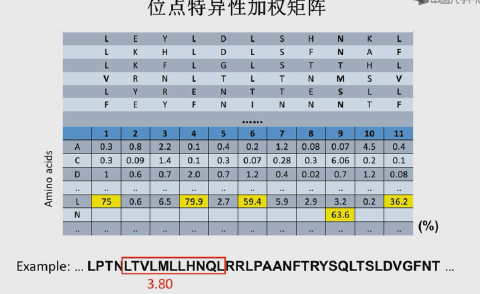 位点特异性加权矩阵
L E Y L D L S H N K L
L K H L D L S F N A F
L K F L G L S T T H L
V R N L T L T N M S V
L Y R E N T T E S L L
F E Y F N I N N N T F
......
1 2 3 4 5 6 7 8 9 10 11
A 0.3 0.8 2.2 0.1 0.4 0.2 1.2 0.08 0.07 4.5 0.4
C 0.3 0.09 1.4 0.1 0.3 0.07 0.28 0.3 6.06 0.2 0.1
D 1 0.6 0.7 2.0 0.7 1.2 0.4 0.02 0.7 1.2 0.08
.. .. .. .. .. .. .. .. .. .. .. ..
L 75 0.6 6.5 79.9 2.7 59.4 5.9 2.9 3.2 0.2 36.2
N 63.6
.. .. .. .. .. .. .. .. .. .. .. ..
Amino acids
(%)
Example: ... LPTNLTVLMLLHNQLRRLPAANFTRYSQLTSLDVGFNT ...
3.80